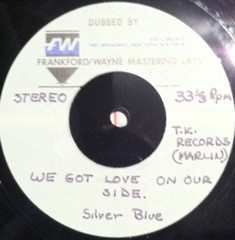 DUBBED BY
FW
FRANKFORD/WAYNE MASTERING LABS
STEREO
33⅓ Rpm
T.K.
RECORDS
(MARLIN)
WE GOT LOVE ON OUR
SIDE.
Silver Blue